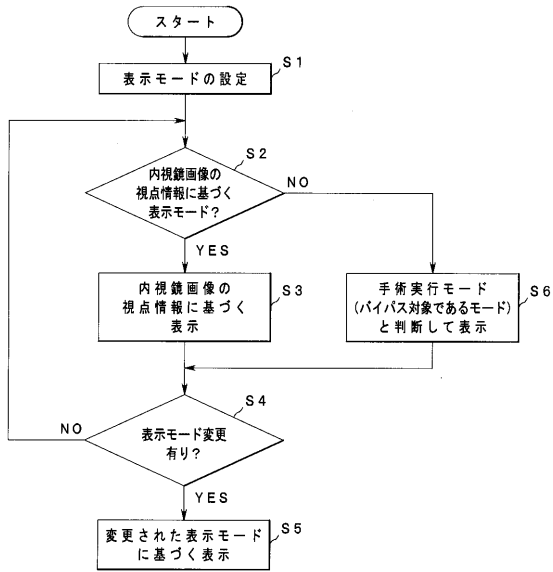 スタート
S1
表示モードの設定
S2
内視鏡画像の
視点情報に基づく
表示モード?
NO
YES
内視鏡画像の
視点情報に基づく
表示
S3
手術実行モード
(バイパス対象であるモード)
と判断して表示
S6
S4
表示モード変更
有り?
NO
YES
変更された表示モード
に基づく表示
S5